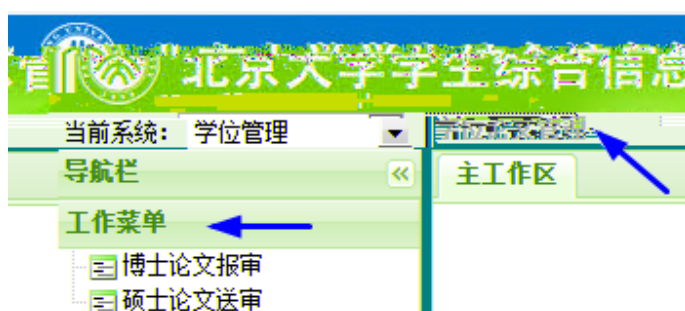 北京大学学生综合信息
当前系统: 学位管理
导航栏
主工作区
工作菜单
博士论文报审
硕士论文送审